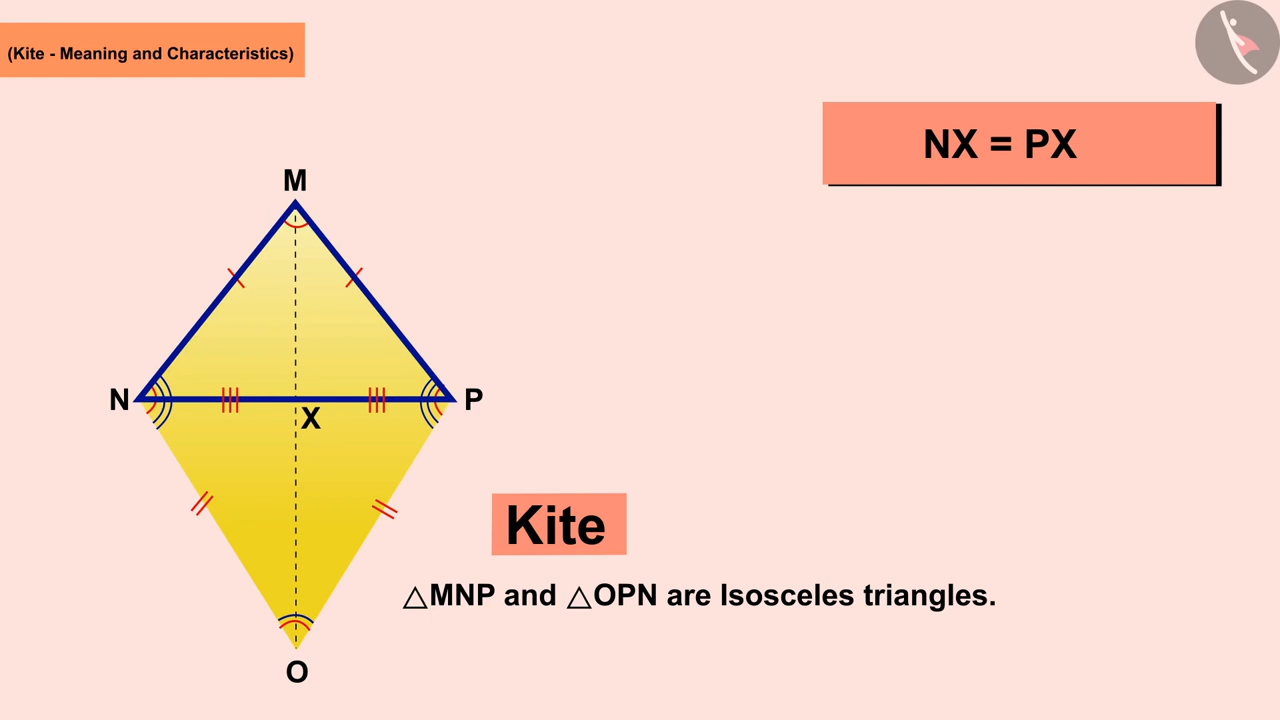 (Kite - Meaning and Characteristics)
NX = PX
M
N
P
X
Kite
△MNP and △OPN are Isosceles triangles.
O